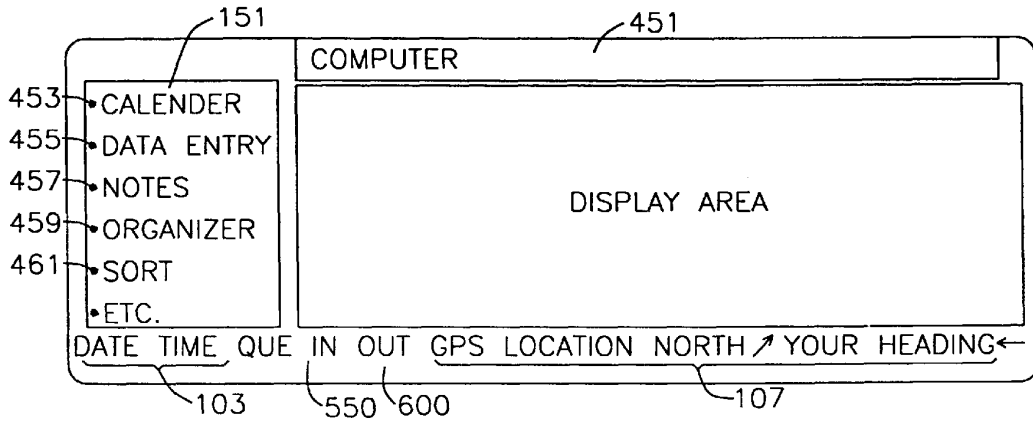 151
451
COMPUTER
453 • CALENDER
455 • DATA ENTRY
457 • NOTES
DISPLAY AREA
459 • ORGANIZER
461 • SORT
• ETC.
DATE TIME QUE IN OUT GPS LOCATION NORTH ↗ YOUR HEADING ←
103 550 600 107